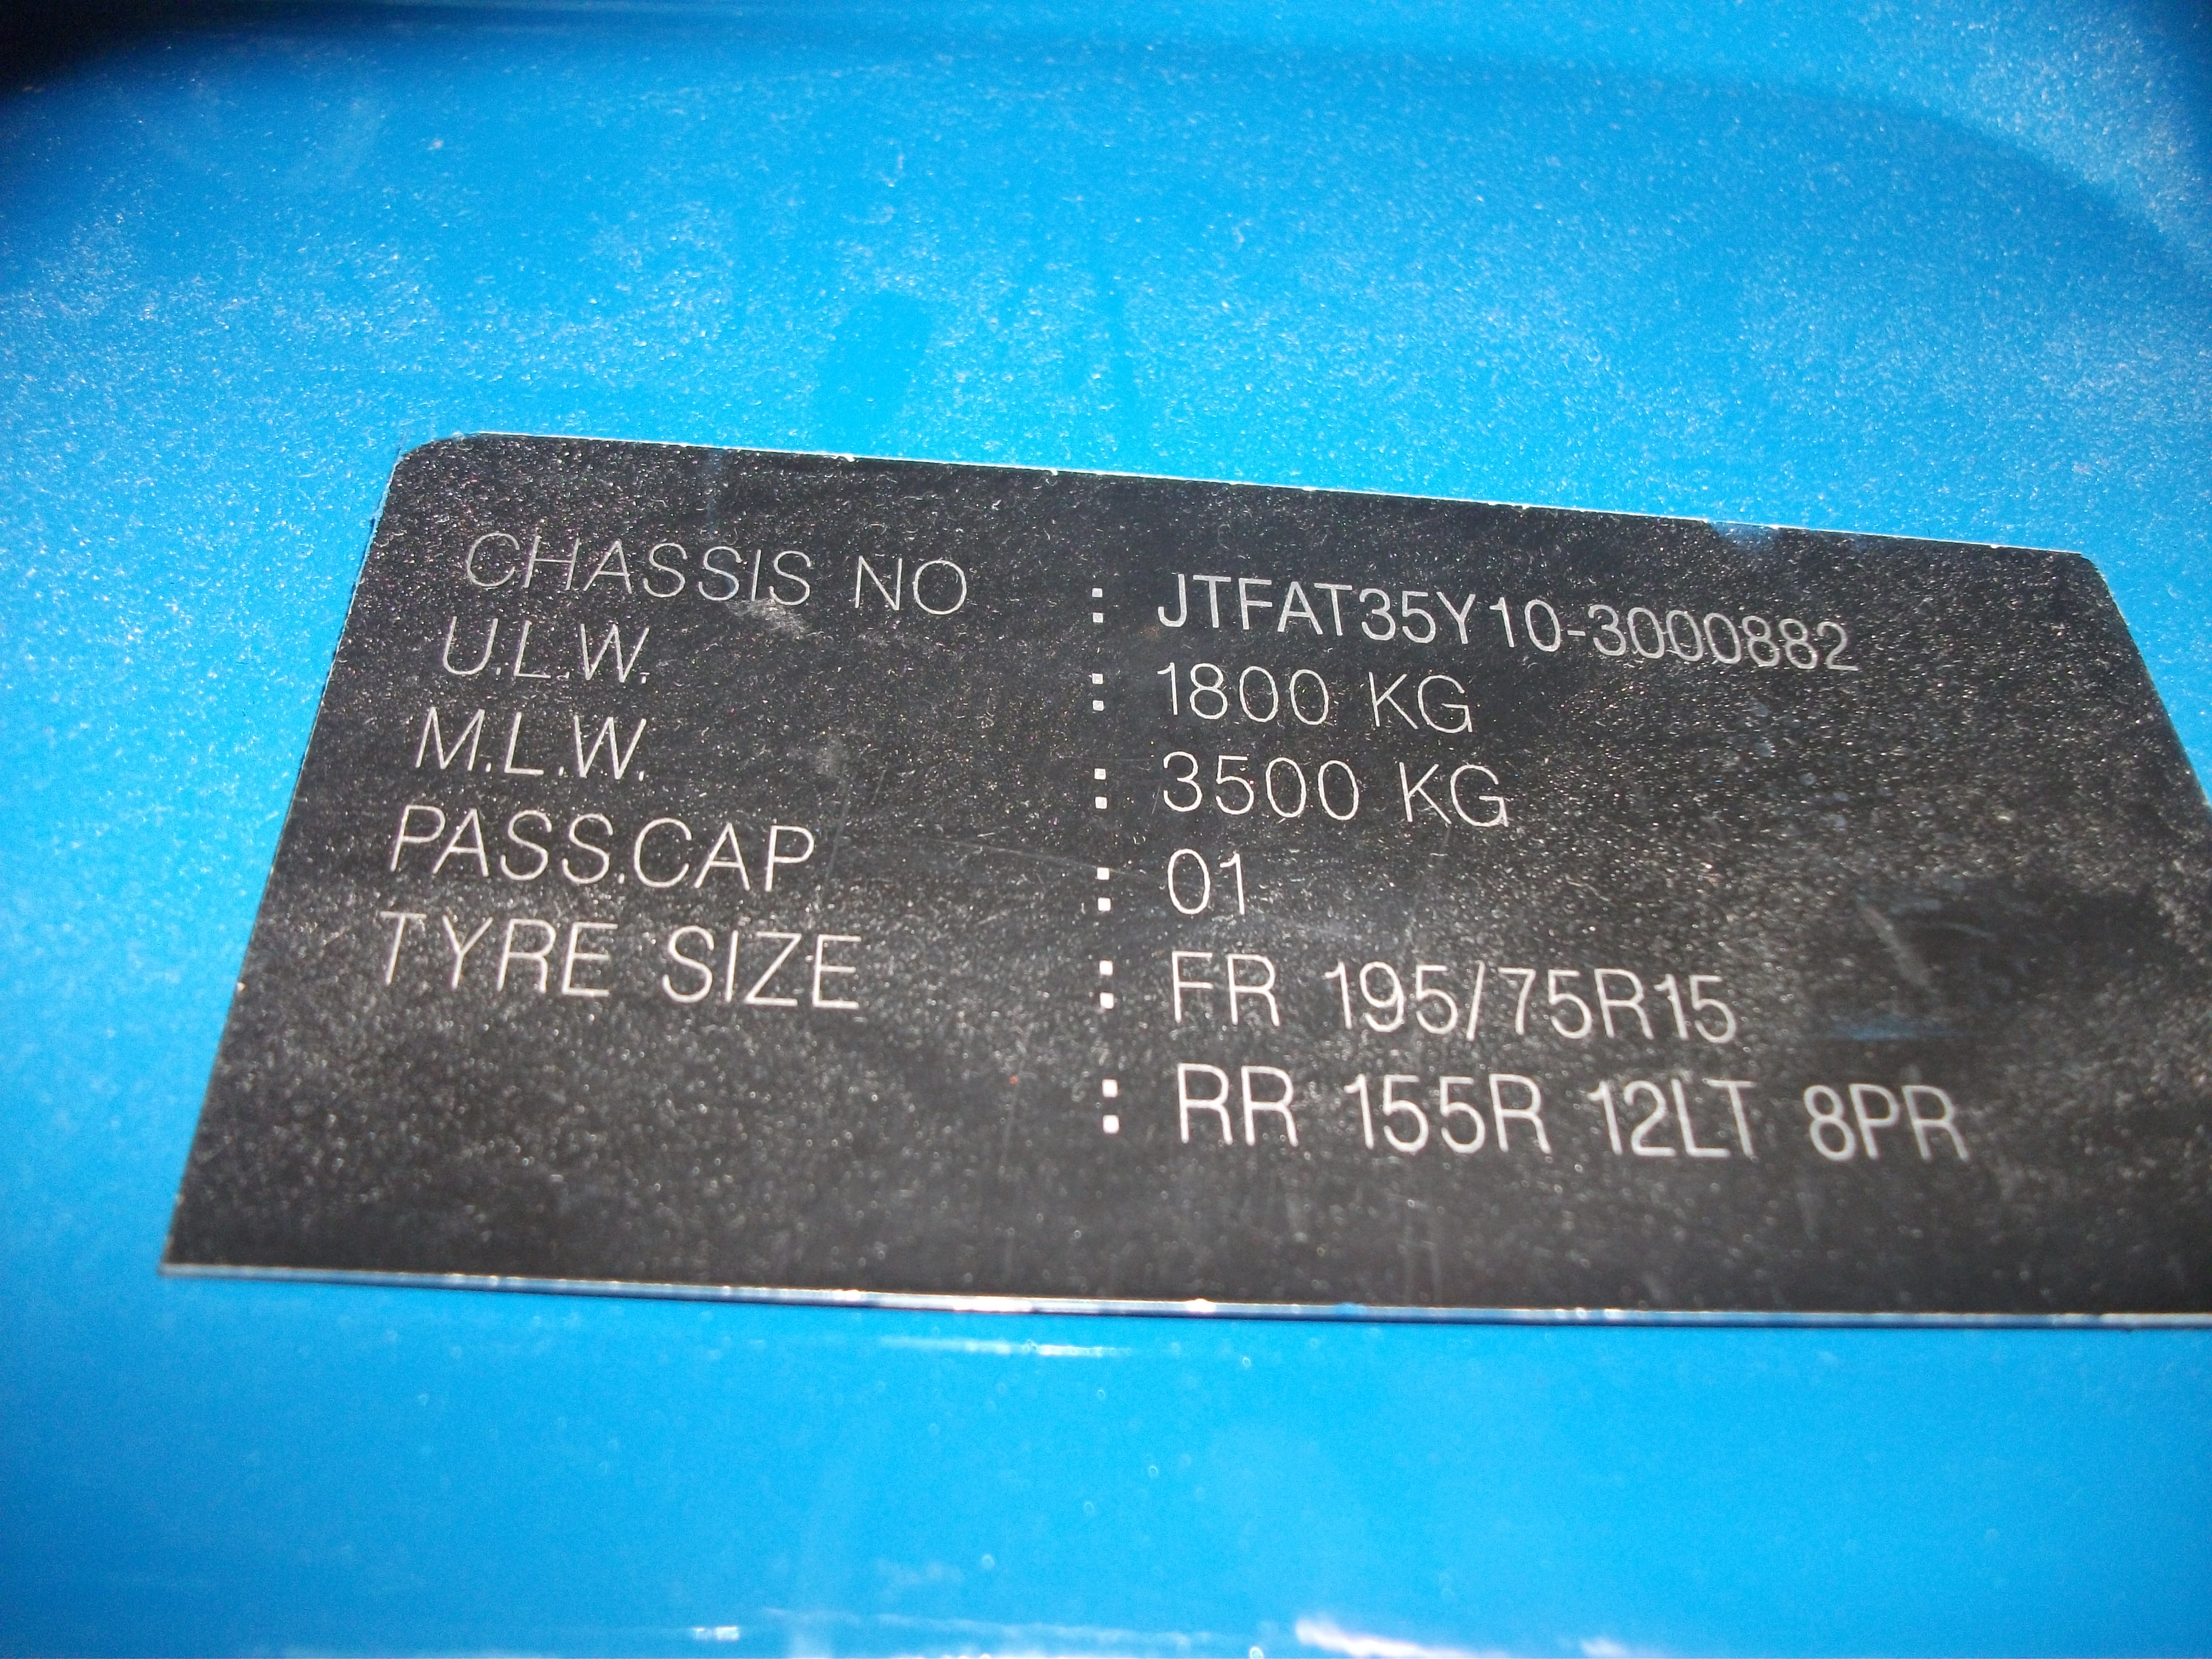 CHASSIS NO : JTFAT35Y10-3000882
U.L.W. : 1800 KG
M.L.W. : 3500 KG
PASS.CAP : 01
TYRE SIZE : FR 195/75R15
: RR 155R 12LT 8PR